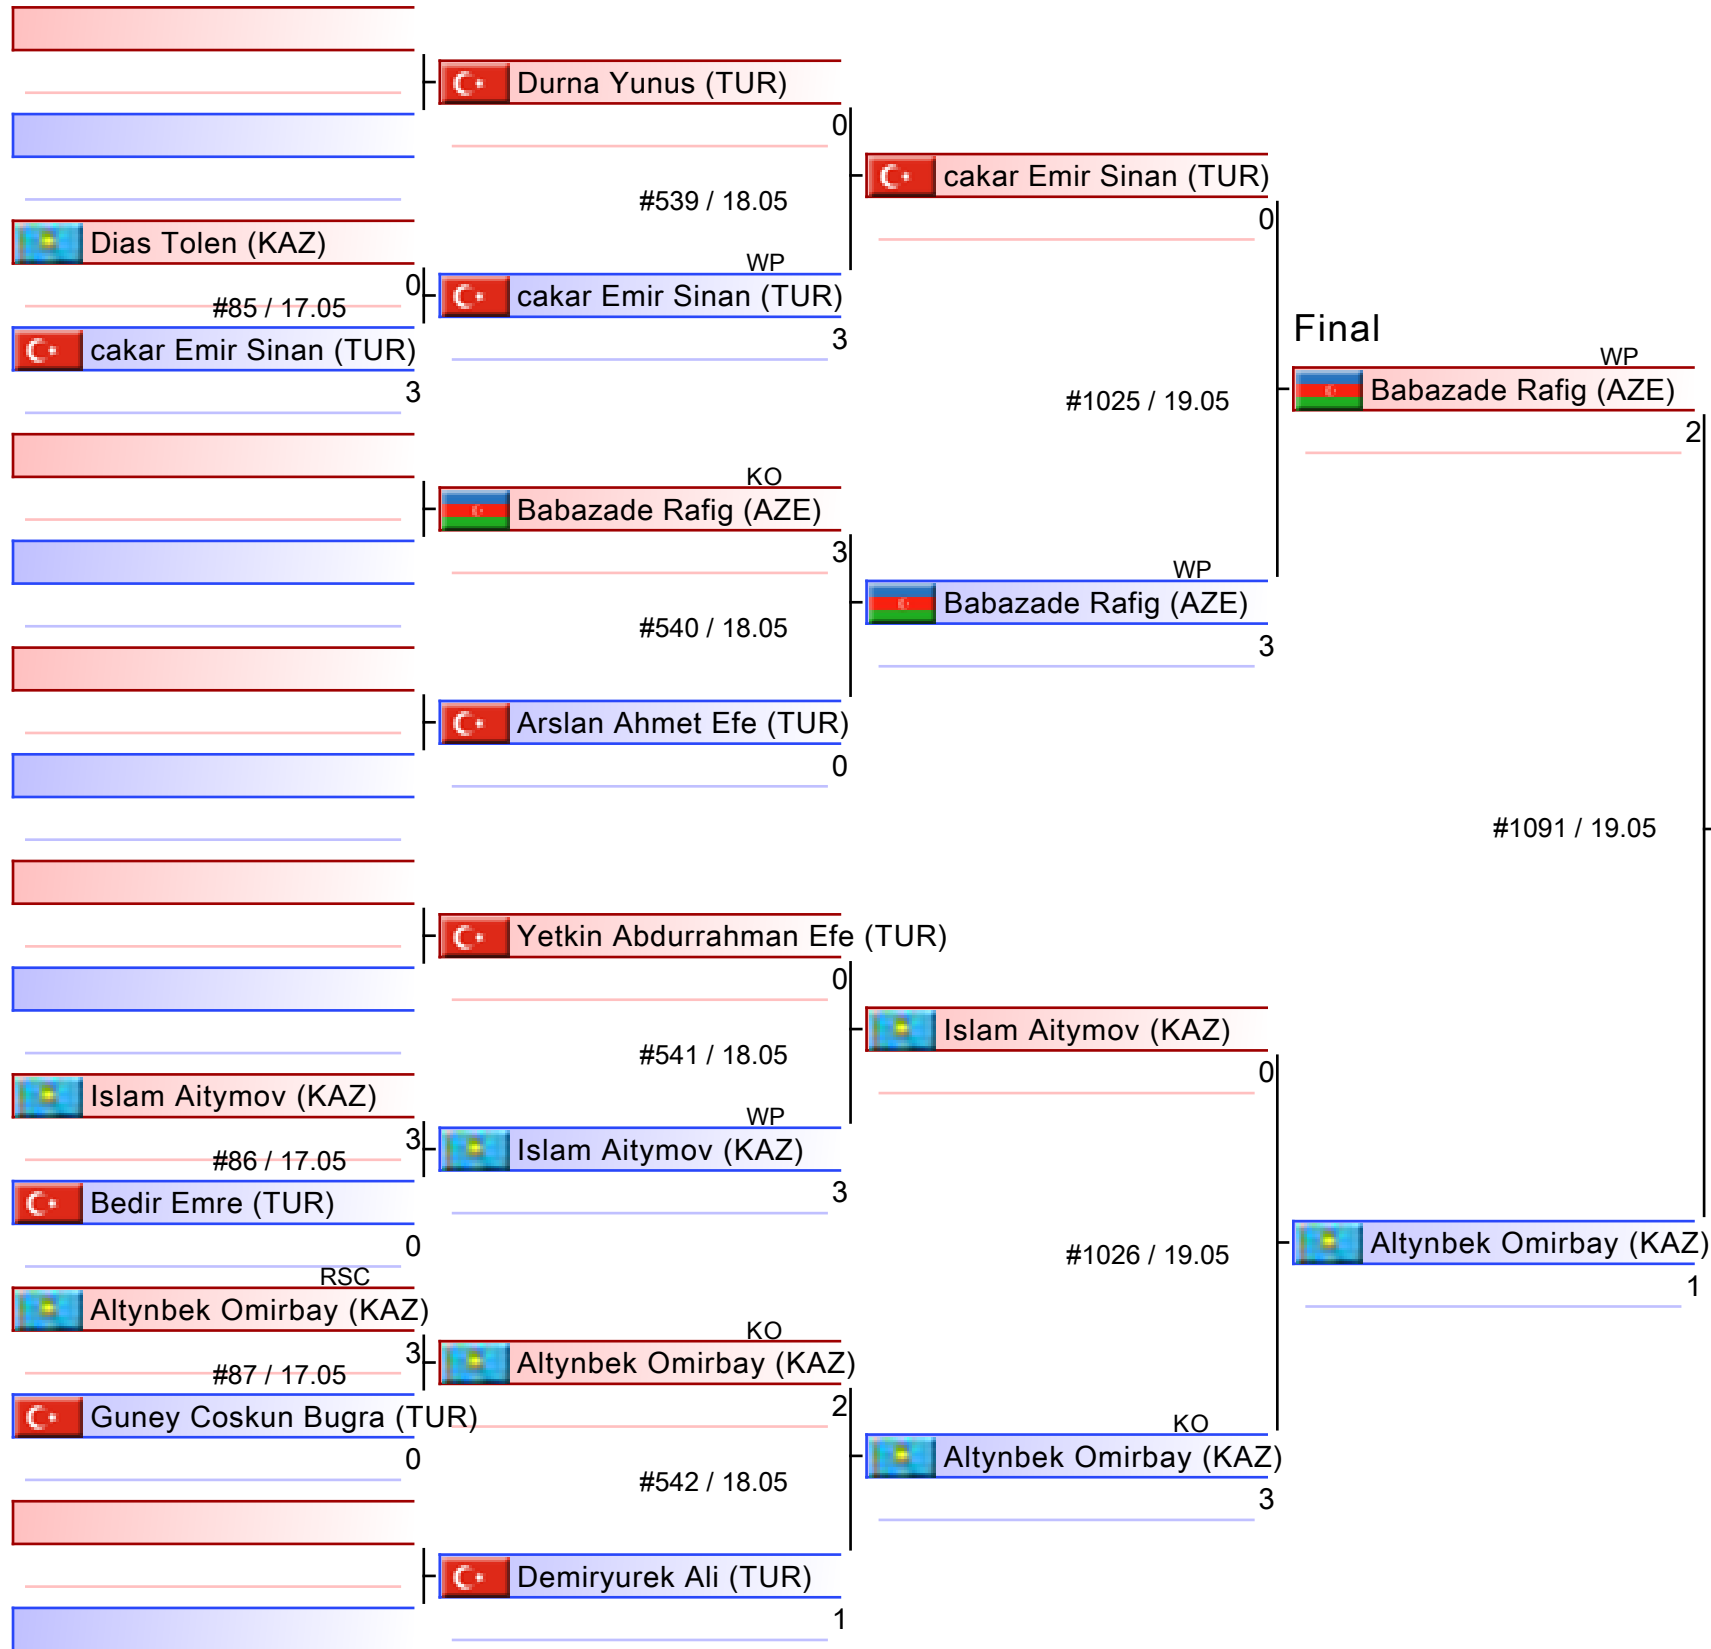 Durna Yunus (TUR)
0
#539 / 18.05
WP
cakar Emir Sinan (TUR)
3
Dias Tolen (KAZ)
0
#85 / 17.05
cakar Emir Sinan (TUR)
3
cakar Emir Sinan (TUR)
0
#1025 / 19.05
Final
WP
Babazade Rafig (AZE)
2
KO
Babazade Rafig (AZE)
3
#540 / 18.05
WP
Babazade Rafig (AZE)
3
Arslan Ahmet Efe (TUR)
0
#1091 / 19.05
Yetkin Abdurrahman Efe (TUR)
0
#541 / 18.05
Islam Aitymov (KAZ)
0
Islam Aitymov (KAZ)
3
#86 / 17.05
WP
Islam Aitymov (KAZ)
3
Bedir Emre (TUR)
0
#1026 / 19.05
Altynbek Omirbay (KAZ)
1
RSC
Altynbek Omirbay (KAZ)
3
#87 / 17.05
KO
Altynbek Omirbay (KAZ)
2
Guney Coskun Bugra (TUR)
0
#542 / 18.05
KO
Altynbek Omirbay (KAZ)
3
Demiryurek Ali (TUR)
1